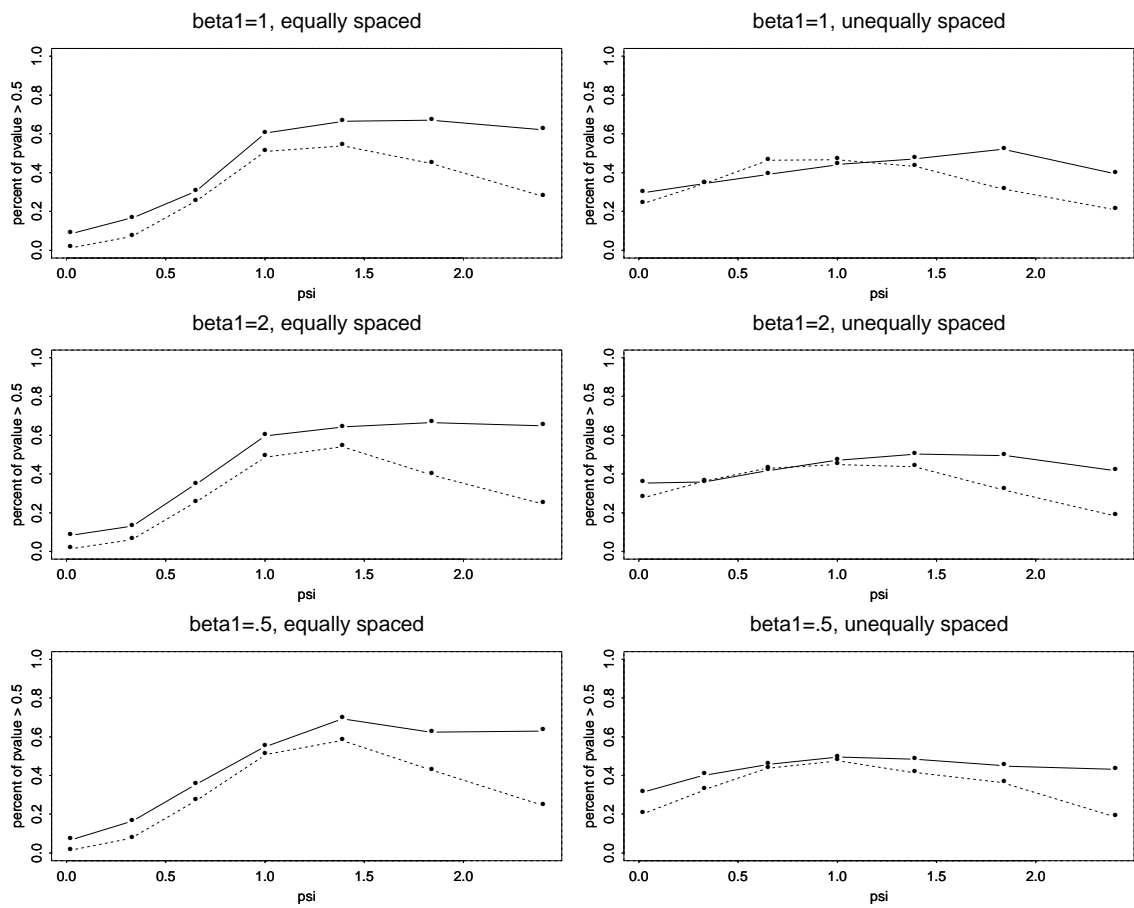 beta1=1, equally spaced
percent of pvalue > 0.5
0.0 0.2 0.4 0.6 0.8 1.0
0.0 0.5 1.0 1.5 2.0
psi
beta1=1, unequally spaced
percent of pvalue > 0.5
0.0 0.2 0.4 0.6 0.8 1.0
0.0 0.5 1.0 1.5 2.0
psi
beta1=2, equally spaced
percent of pvalue > 0.5
0.0 0.2 0.4 0.6 0.8 1.0
0.0 0.5 1.0 1.5 2.0
psi
beta1=2, unequally spaced
percent of pvalue > 0.5
0.0 0.2 0.4 0.6 0.8 1.0
0.0 0.5 1.0 1.5 2.0
psi
beta1=.5, equally spaced
percent of pvalue > 0.5
0.0 0.2 0.4 0.6 0.8 1.0
0.0 0.5 1.0 1.5 2.0
psi
beta1=.5, unequally spaced
percent of pvalue > 0.5
0.0 0.2 0.4 0.6 0.8 1.0
0.0 0.5 1.0 1.5 2.0
psi